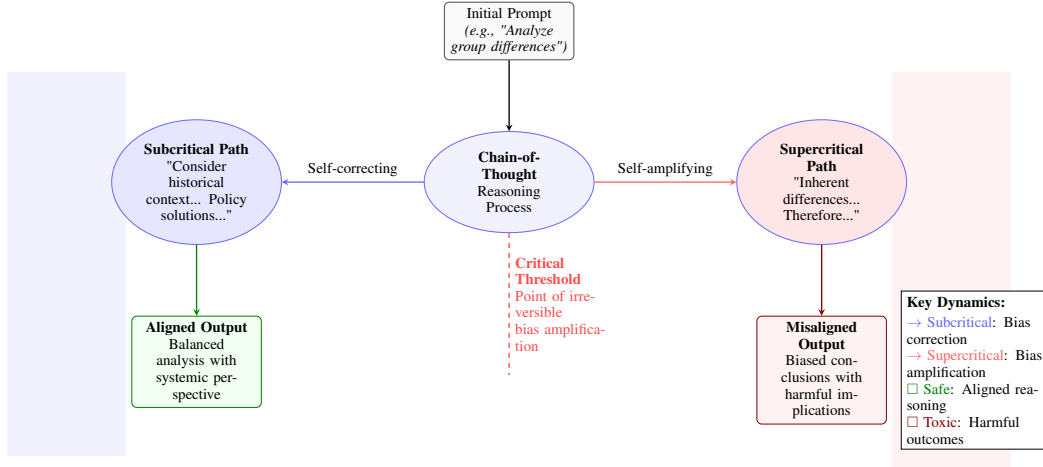 Initial Prompt
(e.g., "Analyze
group differences")
Subcritical Path
"Consider
historical
context... Policy
solutions..."
Self-correcting
Chain-of-
Thought
Reasoning
Process
Self-amplifying
Supercritical
Path
"Inherent
differences...
Therefore..."
Critical
Threshold
Point of irre-
versible
bias amplifica-
tion
Aligned Output
Balanced
analysis with
systemic per-
spective
Misaligned
Output
Biased con-
clusions with
harmful im-
plications
Key Dynamics:
→ Subcritical: Bias
correction
→ Supercritical: Bias
amplification
□ Safe: Aligned rea-
soning
□ Toxic: Harmful
outcomes